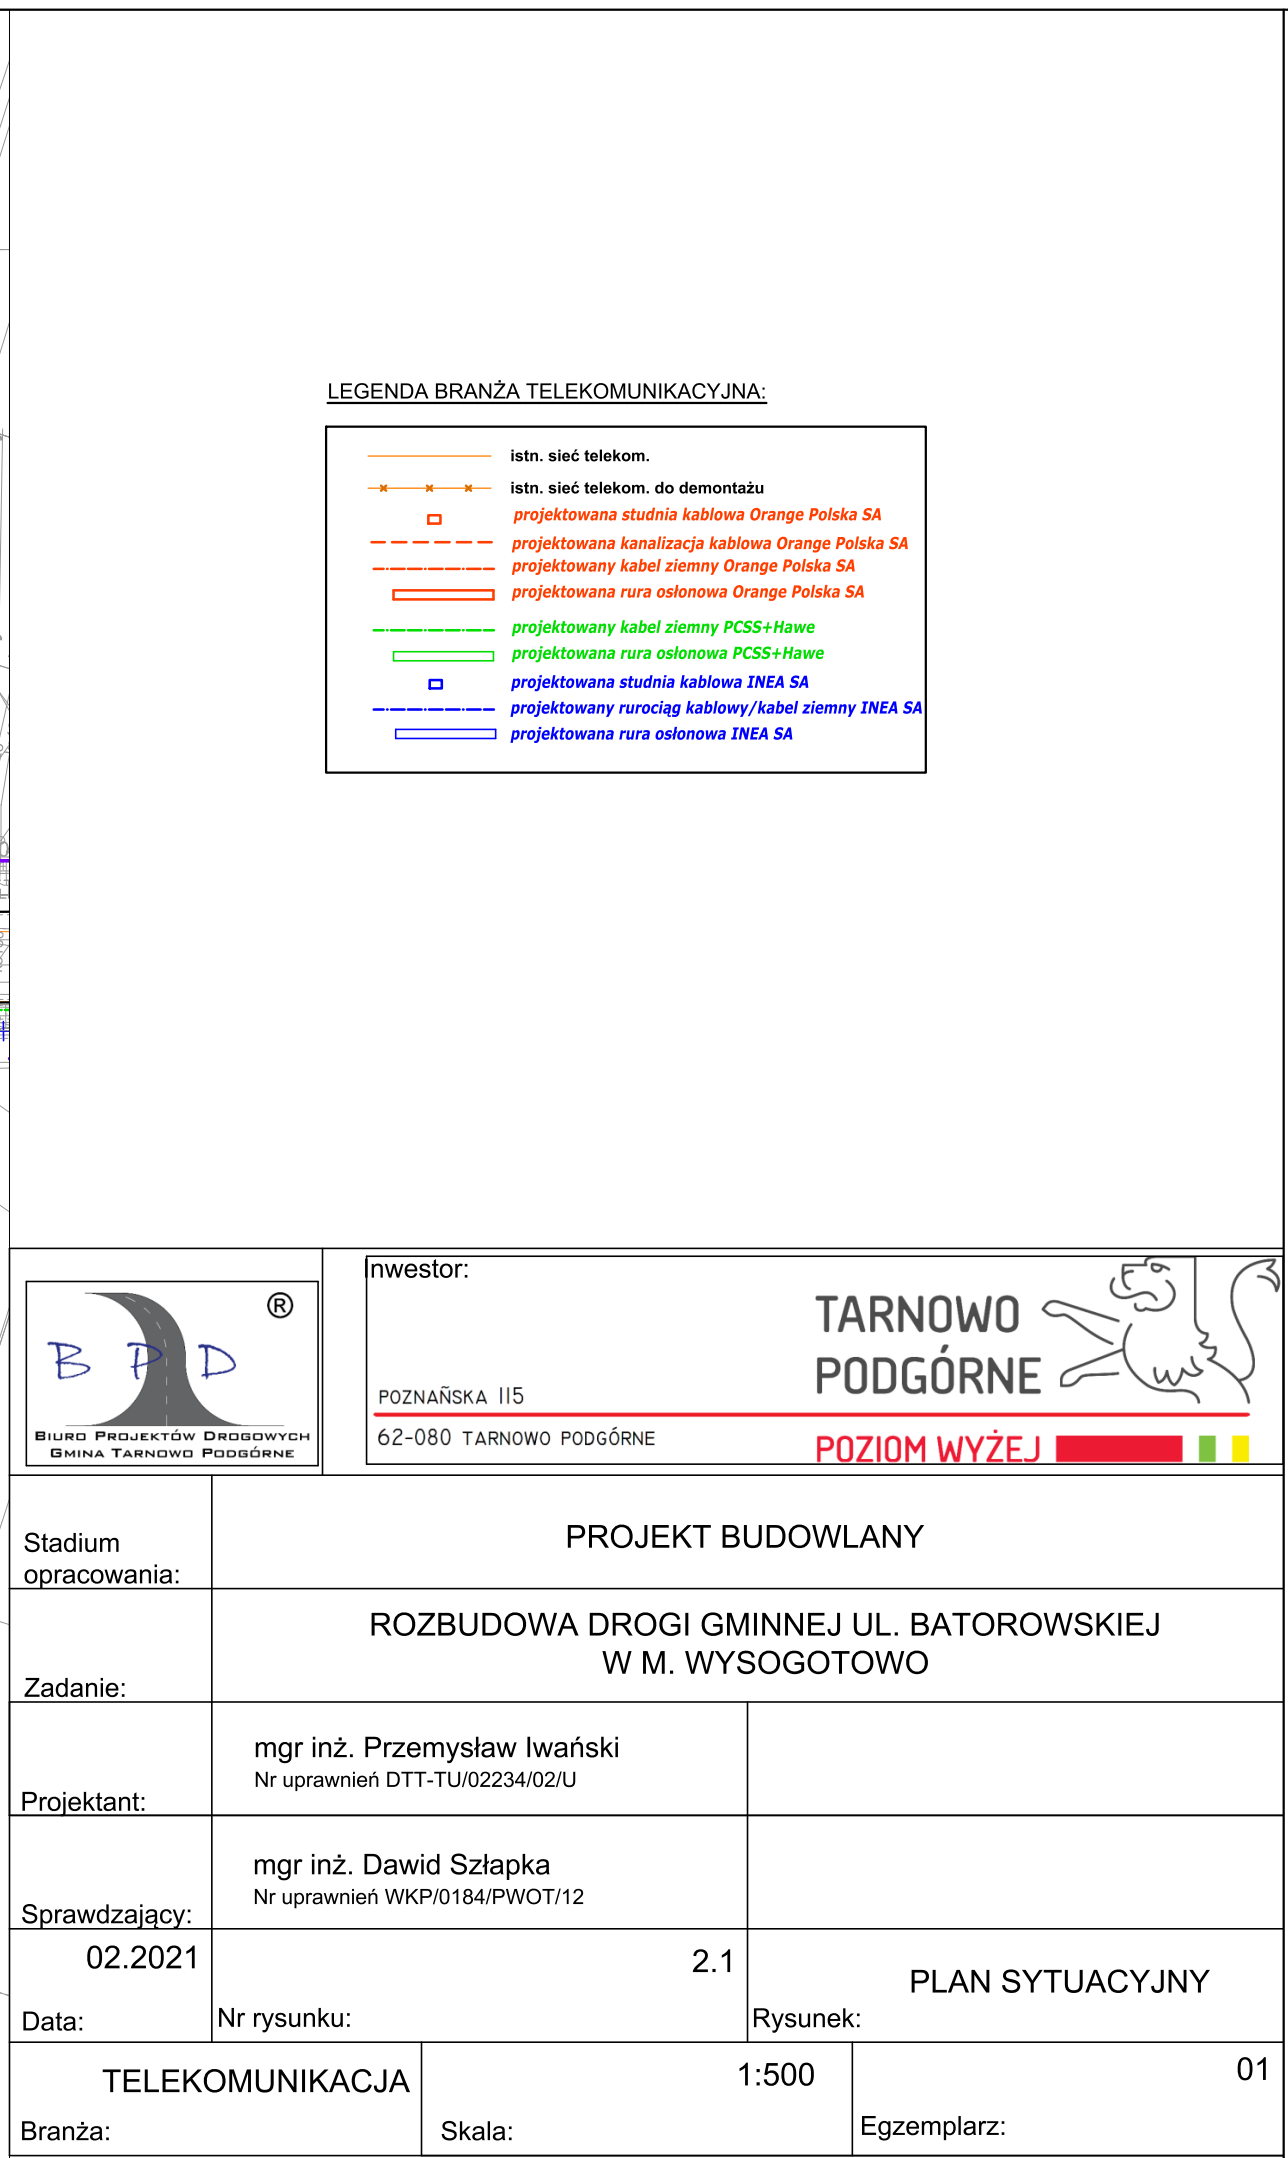 LEGENDA BRANŻA TELEKOMUNIKACYJNA:
istn. sieć telekom.
istn. sieć telekom. do demontażu
projektowana studnia kablowa Orange Polska SA
projektowana kanalizacja kablowa Orange Polska SA
projektowany kabel ziemny Orange Polska SA
projektowana rura osłonowa Orange Polska SA
projektowany kabel ziemny PCSS+Hawe
projektowana rura osłonowa PCSS+Hawe
projektowana studnia kablowa INEA SA
projektowany rurociąg kablowy/kabel ziemny INEA SA
projektowana rura osłonowa INEA SA
®
B P D
BIURO PROJEKTÓW DROGOWYCH
GMINA TARNOWO PODGÓRNE
Inwestor:
TARNOWO
PODGÓRNE
POZNAÑSKA 115
62-080 TARNOWO PODGÓRNE
POZIOM WYŻEJ
Stadium
opracowania:
PROJEKT BUDOWLANY
Zadanie:
ROZBUDOWA DROGI GMINNEJ UL. BATOROWSKIEJ
W M. WYSOGOTOWO
Projektant:
mgr inż. Przemysław Iwański
Nr uprawnień DTT-TU/02234/02/U
Sprawdzający:
mgr inż. Dawid Szłapka
Nr uprawnień WKP/0184/PWOT/12
02.2021
Data:
2.1
Nr rysunku:
PLAN SYTUACYJNY
Rysunek:
TELEKOMUNIKACJA
Branża:
1:500
Skala:
01
Egzemplarz: